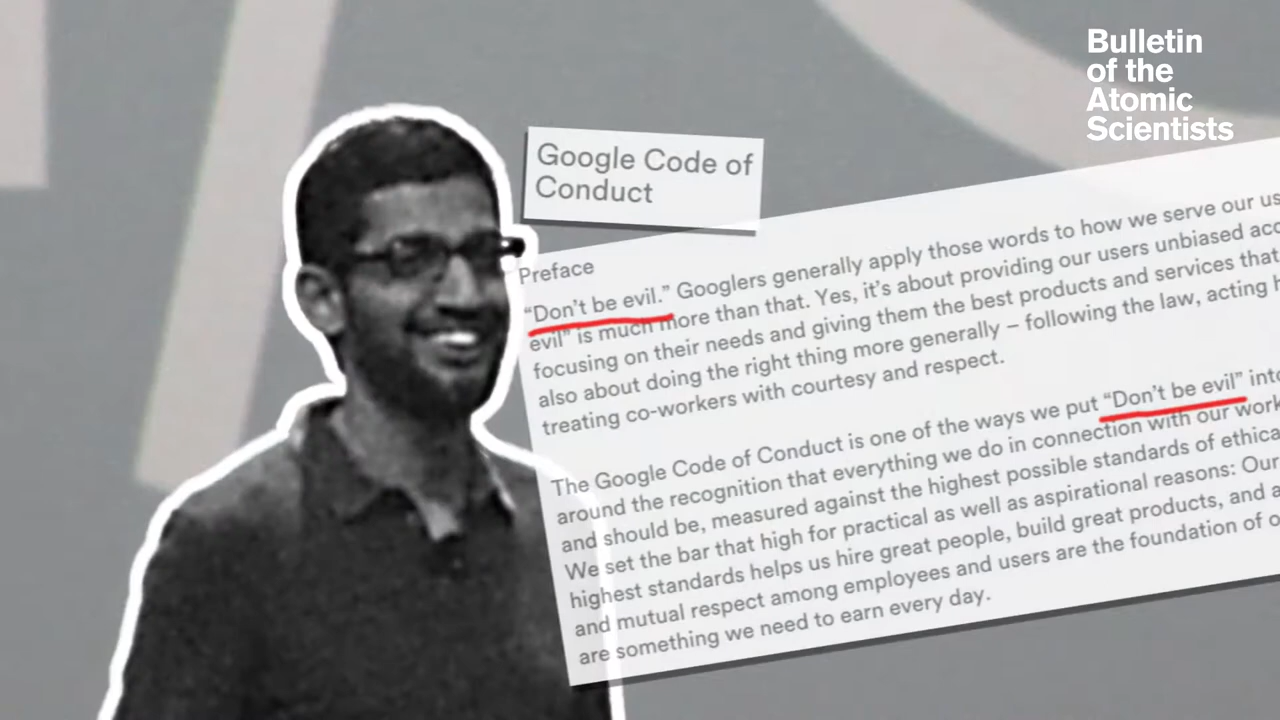 Bulletin
of the
Atomic
Scientists
Google Code of
Conduct
Preface
“Don’t be evil.” Googlers generally apply those words to how we serve our
evil” is much more than that. Yes, it’s about providing our users unbiased
focusing on their needs and giving them the best products and services that
also about doing the right thing more generally – following the law, acting
treating co-workers with courtesy and respect.
The Google Code of Conduct is one of the ways we put “Don’t be evil”
around the recognition that everything we do in connection with our
and should be, measured against the highest possible standards of
We set the bar that high for practical as well as aspirational reasons: Our
highest standards helps us hire great people, build great products, and
and mutual respect among employees and users are the foundation of
are something we need to earn every day.